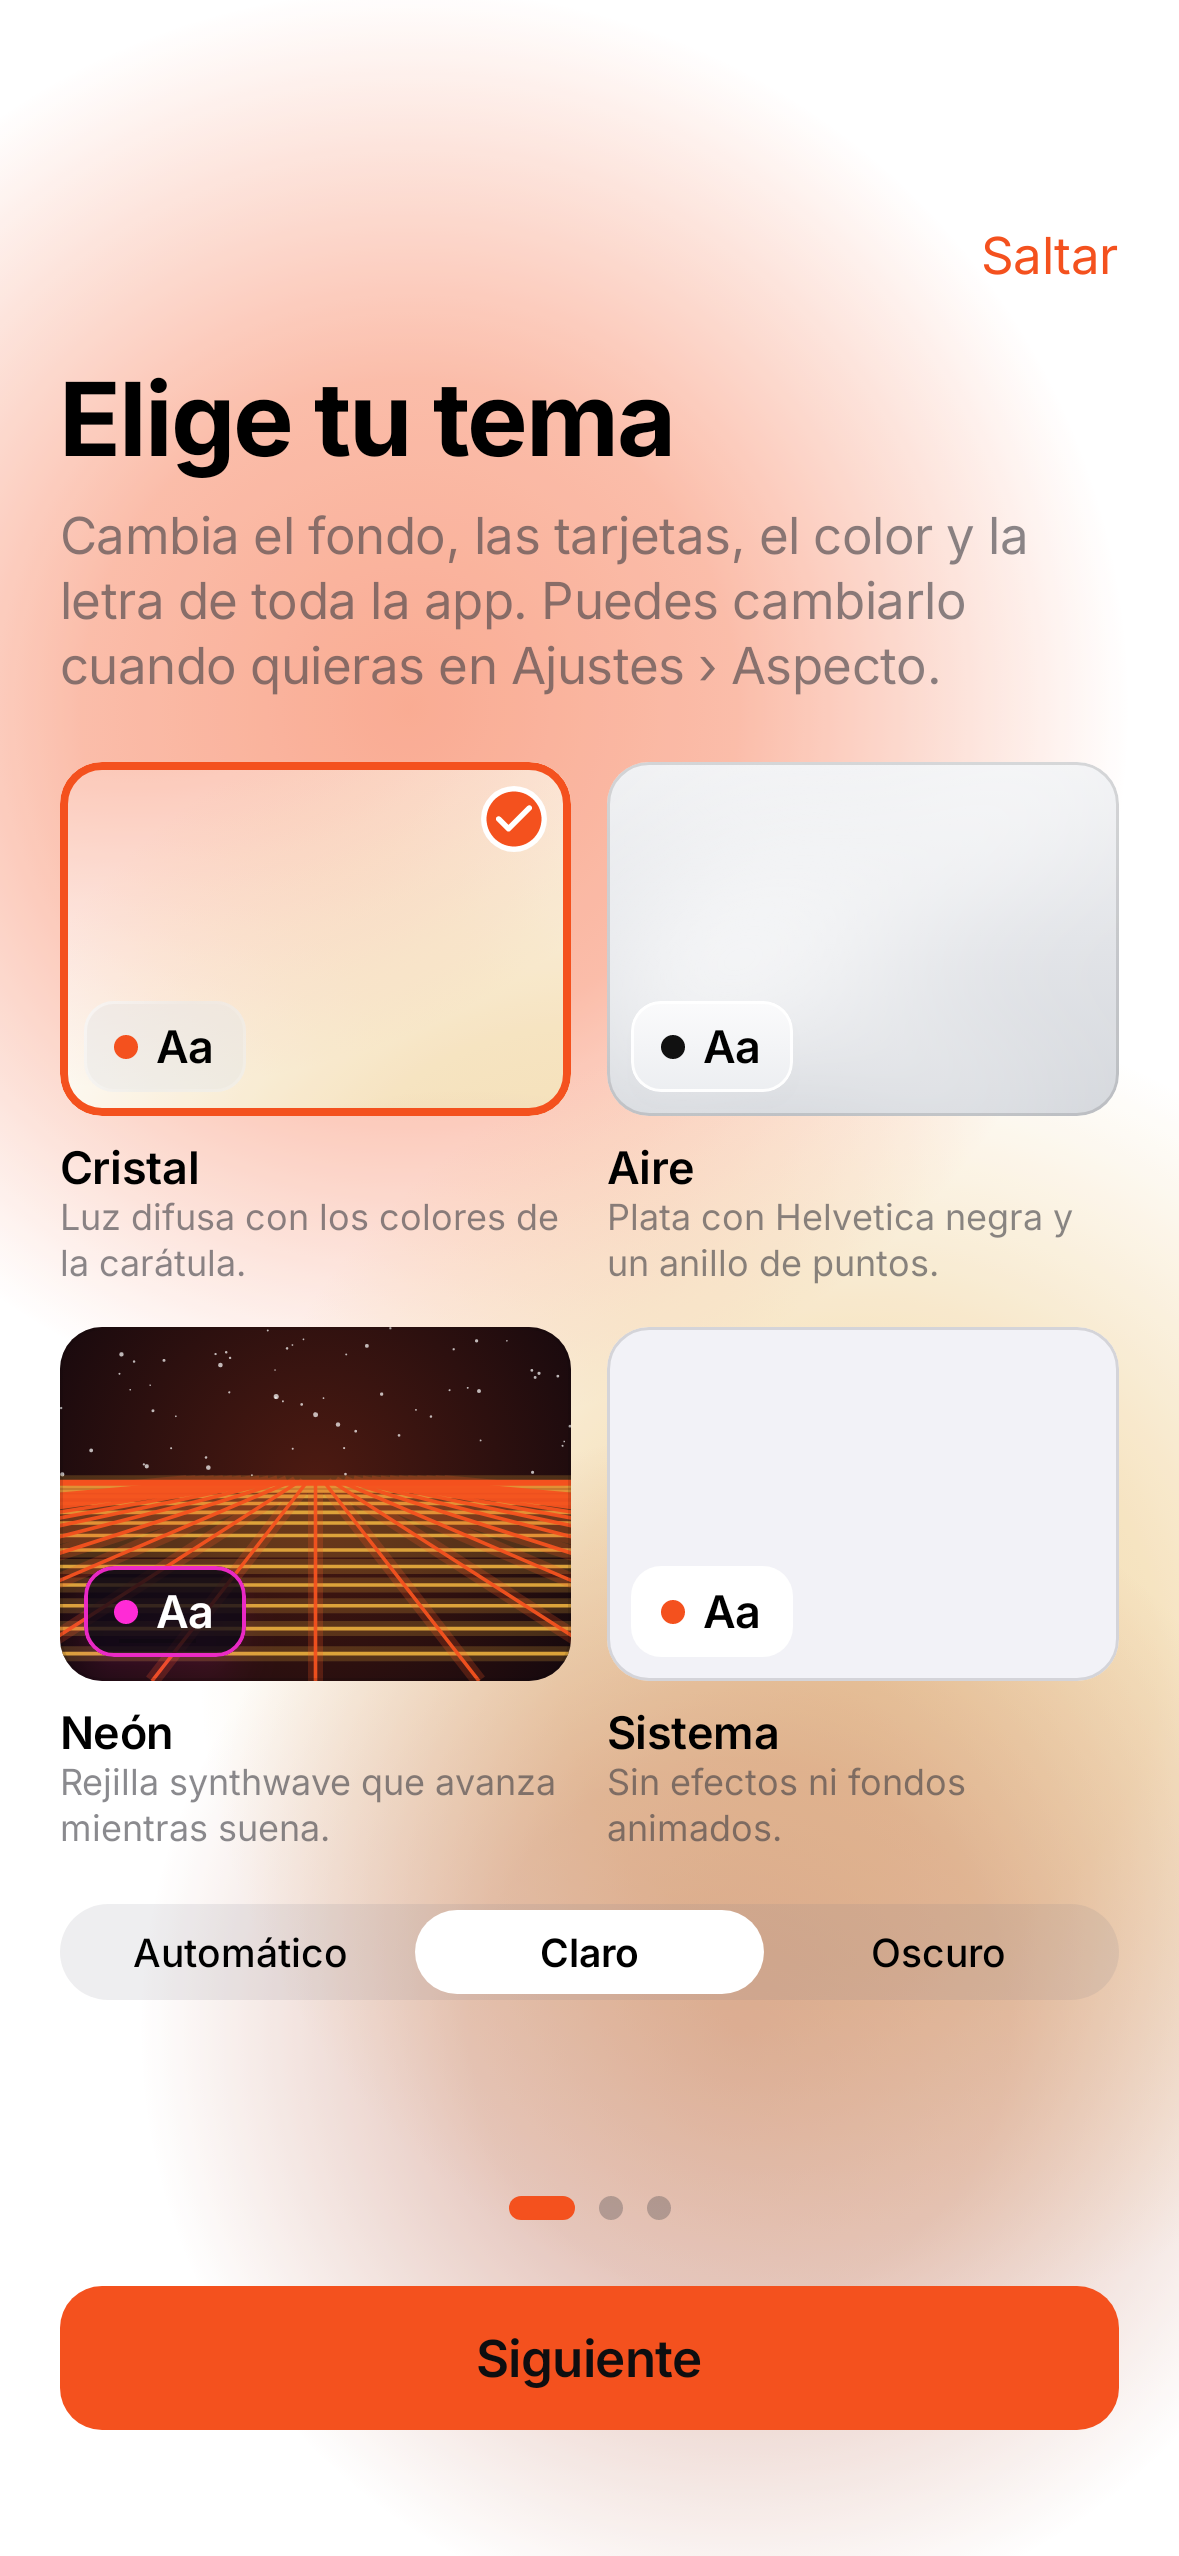 Saltar
Elige tu tema
Cambia el fondo, las tarjetas, el color y la
letra de toda la app. Puedes cambiarlo
cuando quieras en Ajustes › Aspecto.
Aa
Aa
Cristal
Luz difusa con los colores de
la carátula.
Aire
Plata con Helvetica negra y
un anillo de puntos.
Aa
Aa
Neón
Rejilla synthwave que avanza
mientras suena.
Sistema
Sin efectos ni fondos
animados.
Automático
Claro
Oscuro
Siguiente